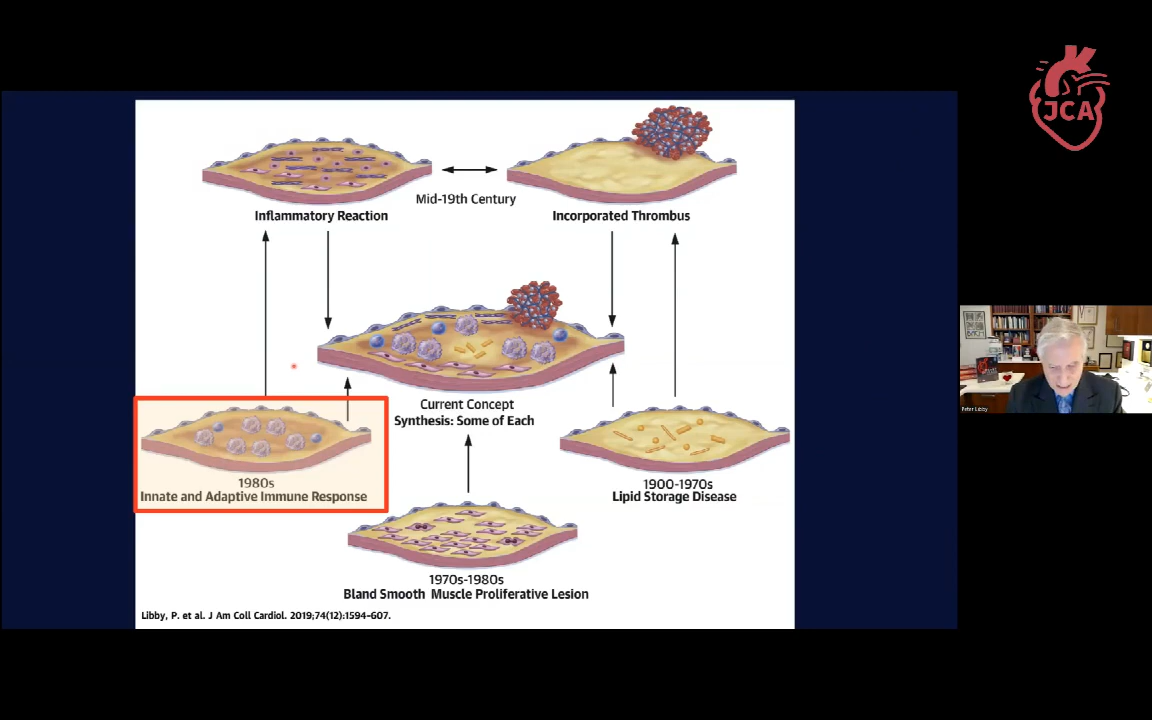 JCA
Mid-19th Century
Inflammatory Reaction
Incorporated Thrombus
Current Concept
Synthesis: Some of Each
1980s
Innate and Adaptive Immune Response
1900-1970s
Lipid Storage Disease
1970s-1980s
Bland Smooth Muscle Proliferative Lesion
Libby, P. et al. J Am Coll Cardiol. 2019;74(12):1594-607.
Peter Libby